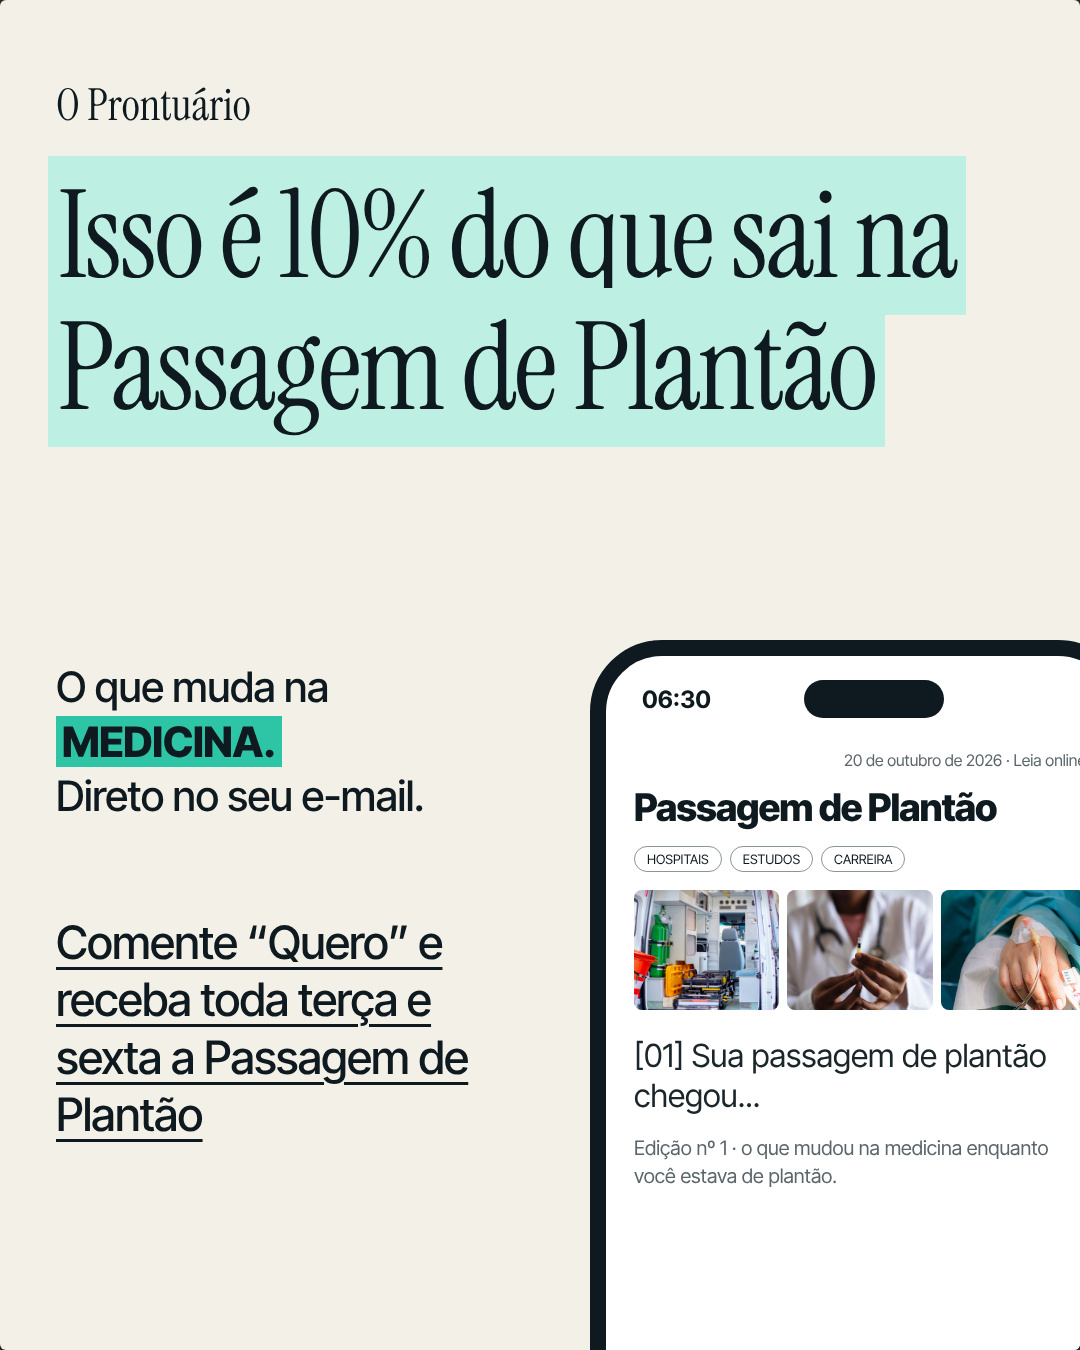 O Prontuário
Isso é 10% do que sai na
Passagem de Plantão
O que muda na
MEDICINA.
Direto no seu e-mail.
Comente “Quero” e
receba toda terça e
sexta a Passagem de
Plantão
06:30
20 de outubro de 2026 · Leia online
Passagem de Plantão
HOSPITAIS
ESTUDOS
CARREIRA
[01] Sua passagem de plantão
chegou...
Edição nº 1 · o que mudou na medicina enquanto
você estava de plantão.